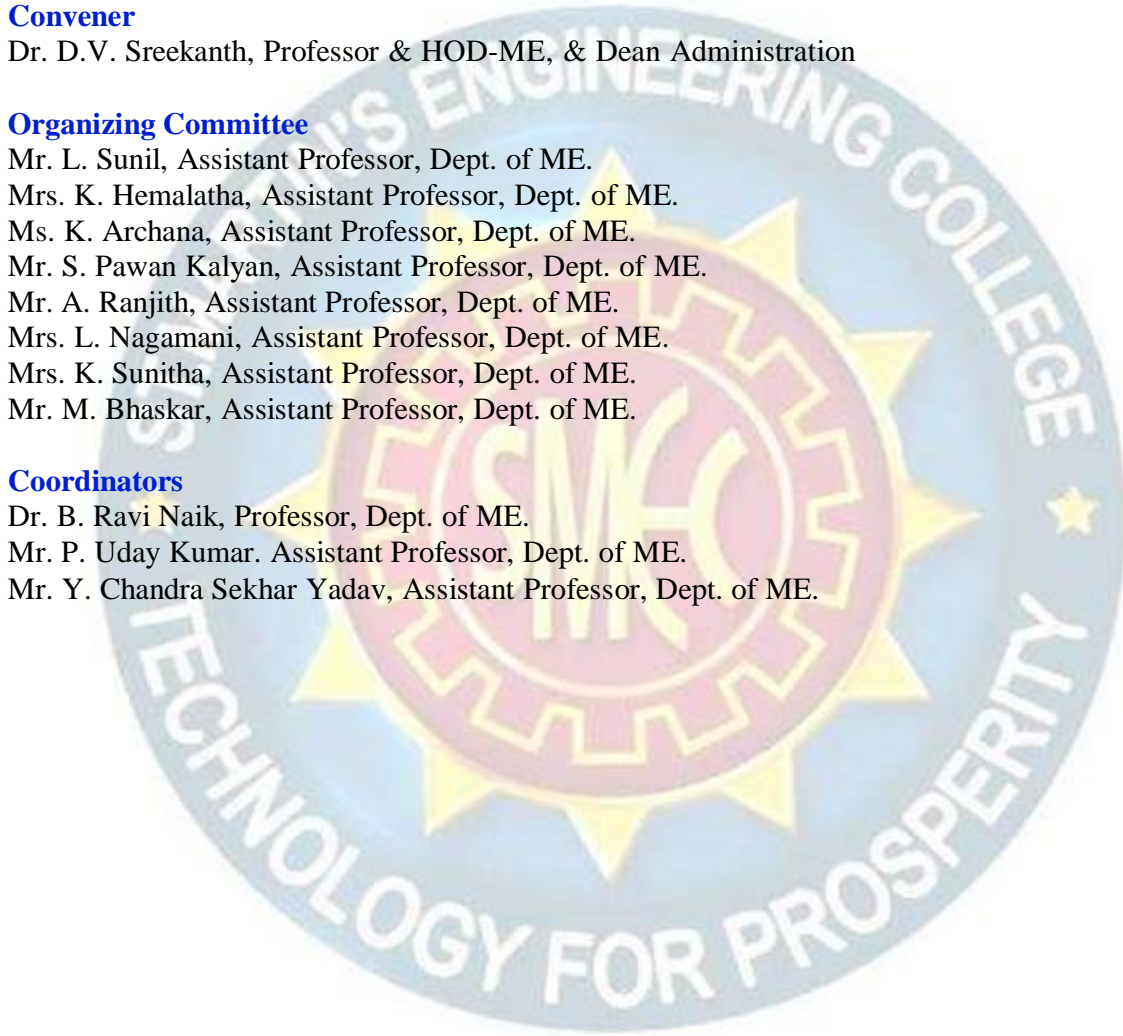 Convener
Dr. D.V. Sreekanth, Professor & HOD-ME, & Dean Administration
Organizing Committee
Mr. L. Sunil, Assistant Professor, Dept. of ME.
Mrs. K. Hemalatha, Assistant Professor, Dept. of ME.
Ms. K. Archana, Assistant Professor, Dept. of ME.
Mr. S. Pawan Kalyan, Assistant Professor, Dept. of ME.
Mr. A. Ranjith, Assistant Professor, Dept. of ME.
Mrs. L. Nagamani, Assistant Professor, Dept. of ME.
Mrs. K. Sunitha, Assistant Professor, Dept. of ME.
Mr. M. Bhaskar, Assistant Professor, Dept. of ME.
Coordinators
Dr. B. Ravi Naik, Professor, Dept. of ME.
Mr. P. Uday Kumar. Assistant Professor, Dept. of ME.
Mr. Y. Chandra Sekhar Yadav, Assistant Professor, Dept. of ME.
ST.MARTIN'S ENGINEERING COLLEGE
SMEC
TECHNOLOGY FOR PROSPERITY